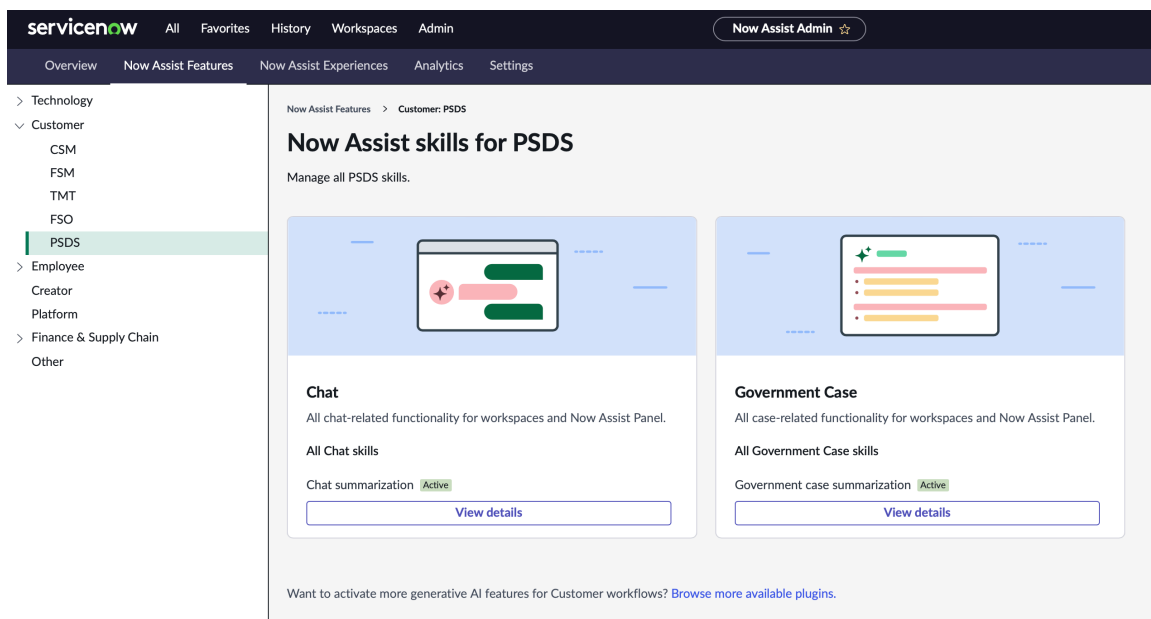 servicenow All Favorites History Workspaces Admin Now Assist Admin
Overview Now Assist Features Now Assist Experiences Analytics Settings
Technology
Customer
CSM
FSM
TMT
FSO
PSDS
Employee
Creator
Platform
Finance & Supply Chain
Other
Now Assist Features > Customer: PSDS
Now Assist skills for PSDS
Manage all PSDS skills.
Chat
All chat-related functionality for workspaces and Now Assist Panel.
All Chat skills
Chat summarization Active
View details
Government Case
All case-related functionality for workspaces and Now Assist Panel.
All Government Case skills
Government case summarization Active
View details
Want to activate more generative AI features for Customer workflows? Browse more available plugins.